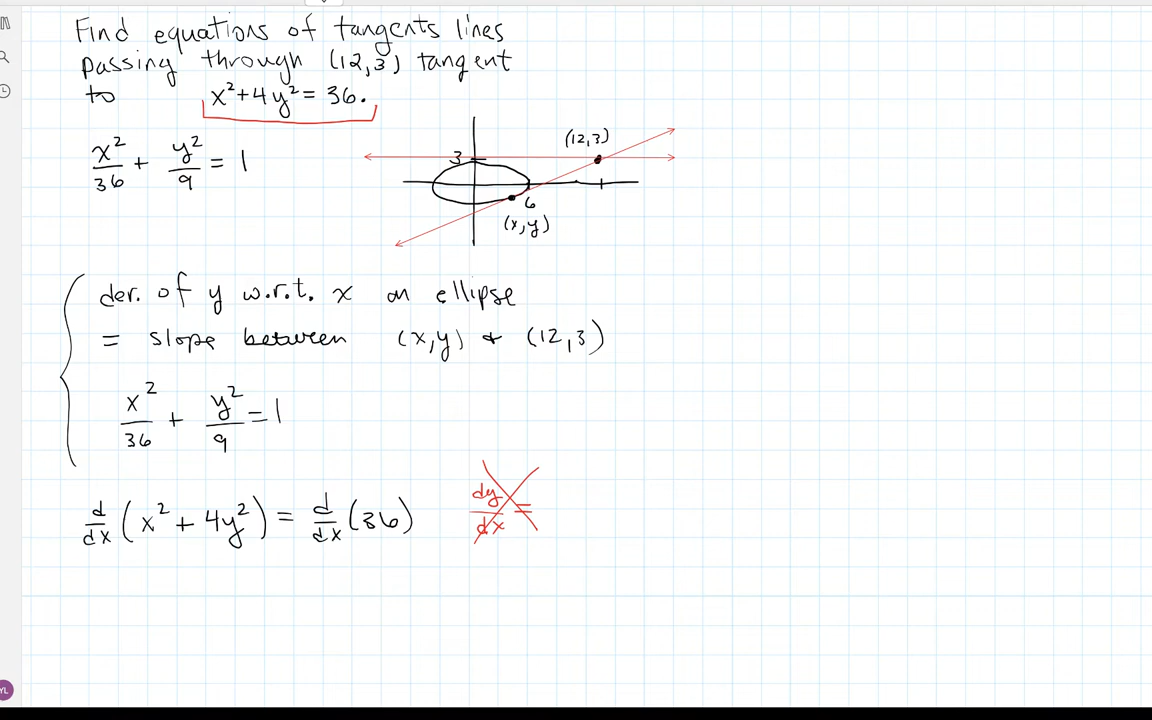 Find equations of tangents lines
passing through (12,3) tangent
to x²+4y²= 36.
x²/36 + y²/9 = 1
(12,3)
3
6
(x,y)
der. of y w.r.t. x on ellipse
= slope between (x,y) & (12,3)
x²/36 + y²/9 = 1
d/dx (x² + 4y²) = d/dx (36)
dy/dx =
YL